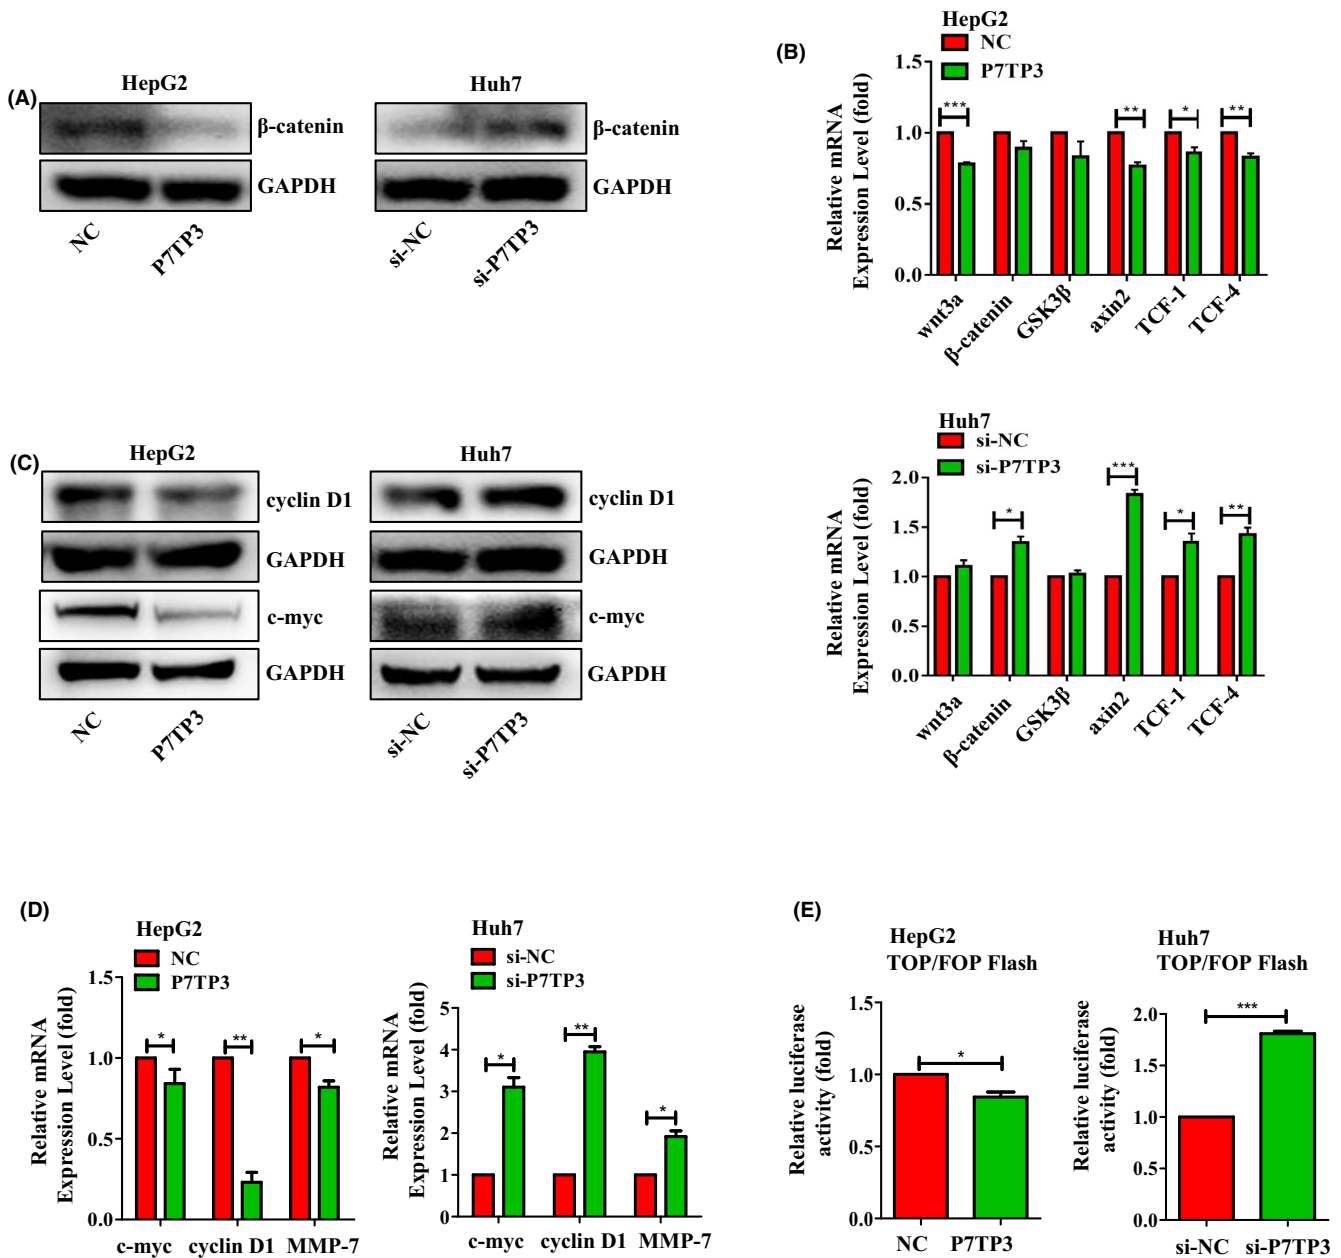 (A)
HepG2
Huh7
β-catenin
GAPDH
β-catenin
GAPDH
NC
P7TP3
si-NC
si-P7TP3
(B)
HepG2
NC
P7TP3
Relative mRNA
Expression Level (fold)
1.5
1.0
0.5
0.0
***
**
*
**
wnt3a
β-catenin
GSK3β
axin2
TCF-1
TCF-4
Huh7
si-NC
si-P7TP3
Relative mRNA
Expression Level (fold)
2.0
1.5
1.0
0.5
0.0
*
***
*
**
wnt3a
β-catenin
GSK3β
axin2
TCF-1
TCF-4
(C)
HepG2
Huh7
cyclin D1
GAPDH
c-myc
GAPDH
cyclin D1
GAPDH
c-myc
GAPDH
NC
P7TP3
si-NC
si-P7TP3
(D)
HepG2
NC
P7TP3
Relative mRNA
Expression Level (fold)
1.5
1.0
0.5
0.0
*
**
*
c-myc cyclin D1 MMP-7
Huh7
si-NC
si-P7TP3
Relative mRNA
Expression Level (fold)
5
4
3
2
1
0
*
**
*
c-myc cyclin D1 MMP-7
(E)
HepG2
TOP/FOP Flash
Relative luciferase
activity (fold)
1.5
1.0
0.5
0.0
*
NC P7TP3
Huh7
TOP/FOP Flash
Relative luciferase
activity (fold)
2.0
1.5
1.0
0.5
0.0
***
si-NC si-P7TP3